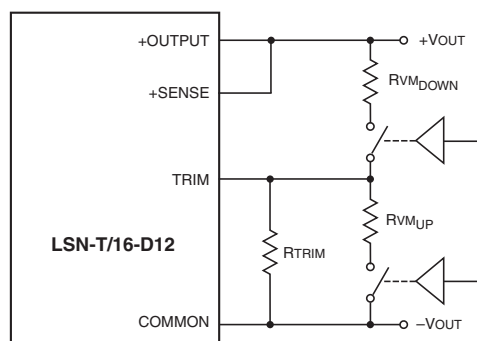 +OUTPUT
+VOUT
RVMDOWN
+SENSE
TRIM
RVMUP
LSN-T/16-D12
RTRIM
COMMON
–VOUT